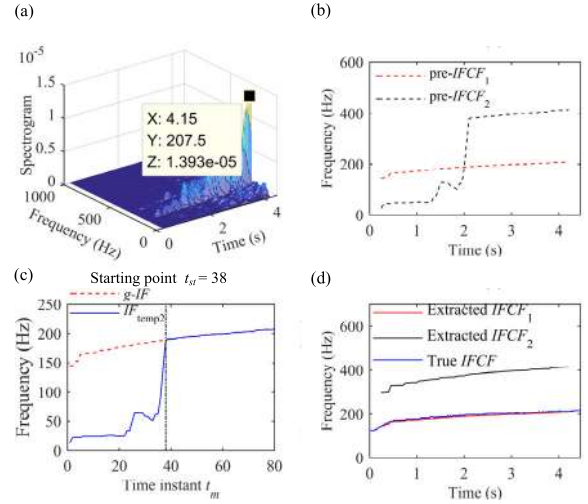 (a)
10⁻⁵
1.5
1
0.5
0
Spectrogram
X: 4.15
Y: 207.5
Z: 1.393e-05
1000
500
0
Frequency (Hz)
0
2
4
Time (s)
(b)
600
400
200
0
Frequency (Hz)
pre-IFCF₁
pre-IFCF₂
0 1 2 3 4
Time (s)
(c)
Starting point tₛₜ = 38
250
200
150
100
50
0
Frequency (Hz)
g-IF
IFtemp2
0 20 40 60 80
Time instant tₘ
(d)
600
400
200
0
Frequency (Hz)
Extracted IFCF₁
Extracted IFCF₂
True IFCF
0 1 2 3 4
Time (s)